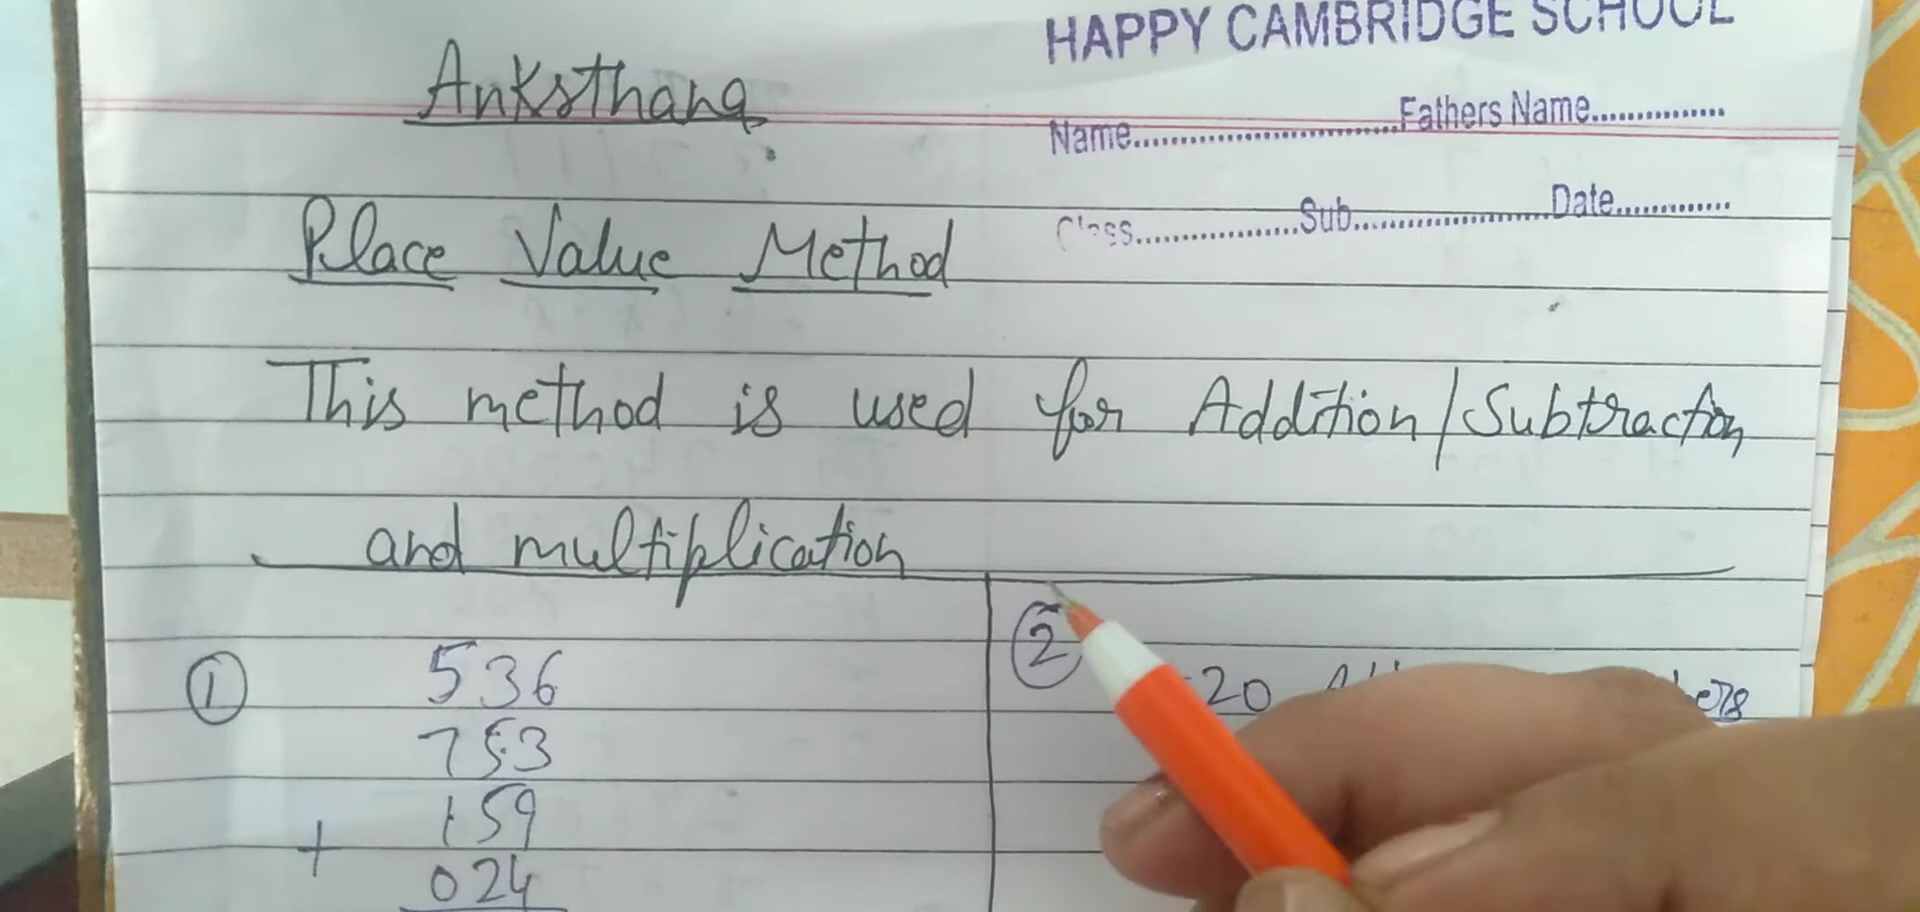 HAPPY CAMBRIDGE SCHOOL
Anksthana
Name..............................Fathers Name...............
Class..................Sub......................Date.............
Place Value Method
This method is used for Addition/Subtraction
and multiplication
① 536
753
159
+ 024
②
20